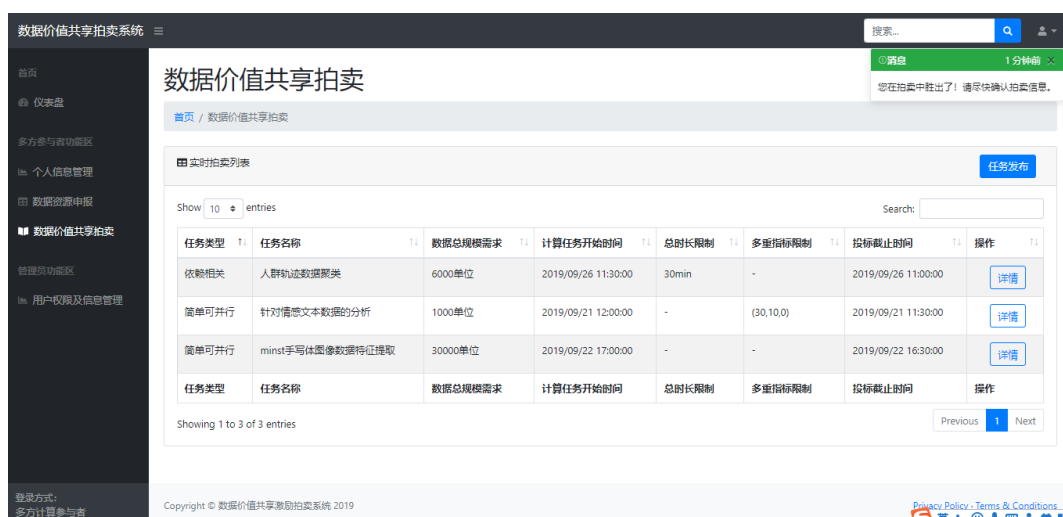 数据价值共享拍卖系统
搜索...
消息 1 分钟前
您在拍卖中胜出了！请尽快确认拍卖信息。
首页
仪表盘
多方参与者功能区
个人信息管理
数据资源申报
数据价值共享拍卖
管理员功能区
用户权限及信息管理
登录方式:
多方计算参与者
数据价值共享拍卖
首页 / 数据价值共享拍卖
实时拍卖列表 任务发布
Show 10 entries Search:
任务类型 任务名称 数据总规模需求 计算任务开始时间 总时长限制 多重指标限制 投标截止时间 操作
依赖相关 人群轨迹数据聚类 6000单位 2019/09/26 11:30:00 30min - 2019/09/26 11:00:00 详情
简单可并行 针对情感文本数据的分析 1000单位 2019/09/21 12:00:00 - (30,10,0) 2019/09/21 11:30:00 详情
简单可并行 minst手写体图像数据特征提取 30000单位 2019/09/22 17:00:00 - - 2019/09/22 16:30:00 详情
任务类型 任务名称 数据总规模需求 计算任务开始时间 总时长限制 多重指标限制 投标截止时间 操作
Showing 1 to 3 of 3 entries Previous 1 Next
Copyright © 数据价值共享激励拍卖系统 2019 Privacy Policy · Terms & Conditions
英